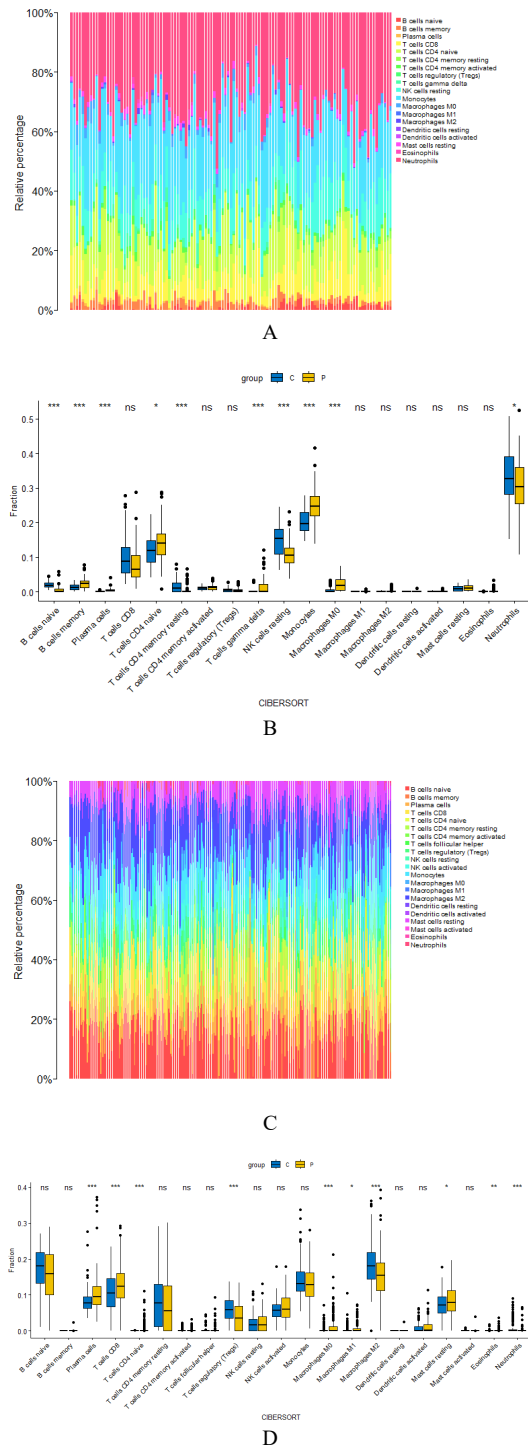 100%
80%
60%
40%
20%
0%
Relative percentage
B cells naive
B cells memory
Plasma cells
T cells CD8
T cells CD4 naive
T cells CD4 memory resting
T cells CD4 memory activated
T cells regulatory (Tregs)
T cells gamma delta
NK cells resting
Monocytes
Macrophages M0
Macrophages M1
Macrophages M2
Dendritic cells resting
Dendritic cells activated
Mast cells resting
Eosinophils
Neutrophils
A
group C P
*** *** *** ns * *** ns ns *** *** *** *** ns ns ns ns ns ns *
0.5
0.4
0.3
0.2
0.1
0.0
Fraction
B cells naive
B cells memory
Plasma cells
T cells CD8
T cells CD4 naive
T cells CD4 memory resting
T cells CD4 memory activated
T cells regulatory (Tregs)
T cells gamma delta
NK cells resting
Monocytes
Macrophages M0
Macrophages M1
Macrophages M2
Dendritic cells resting
Dendritic cells activated
Mast cells resting
Eosinophils
Neutrophils
CIBERSORT
B
100%
80%
60%
40%
20%
0%
Relative percentage
B cells naive
B cells memory
Plasma cells
T cells CD8
T cells CD4 naive
T cells CD4 memory resting
T cells CD4 memory activated
T cells follicular helper
T cells regulatory (Tregs)
NK cells resting
NK cells activated
Monocytes
Macrophages M0
Macrophages M1
Macrophages M2
Dendritic cells resting
Dendritic cells activated
Mast cells resting
Mast cells activated
Eosinophils
Neutrophils
C
group C P
ns ns *** *** *** ns ns ns *** ns ns ns *** * *** ns ns * ns ** ***
0.4
0.3
0.2
0.1
0.0
Fraction
B cells naive
B cells memory
Plasma cells
T cells CD8
T cells CD4 naive
T cells CD4 memory resting
T cells CD4 memory activated
T cells follicular helper
T cells regulatory (Tregs)
NK cells resting
NK cells activated
Monocytes
Macrophages M0
Macrophages M1
Macrophages M2
Dendritic cells resting
Dendritic cells activated
Mast cells resting
Mast cells activated
Eosinophils
Neutrophils
CIBERSORT
D